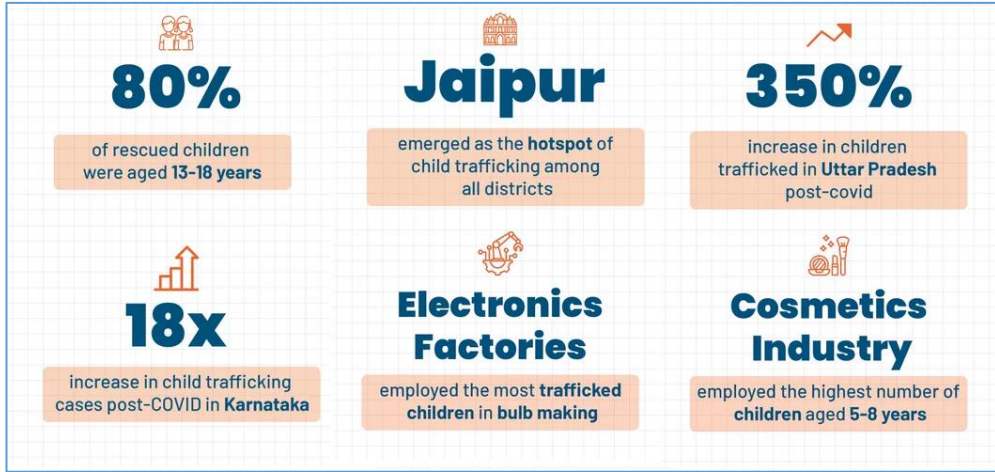 80%
of rescued children
were aged 13-18 years
Jaipur
emerged as the hotspot of
child trafficking among
all districts
350%
increase in children
trafficked in Uttar Pradesh
post-covid
18x
increase in child trafficking
cases post-COVID in Karnataka
Electronics
Factories
employed the most trafficked
children in bulb making
Cosmetics
Industry
employed the highest number of
children aged 5-8 years